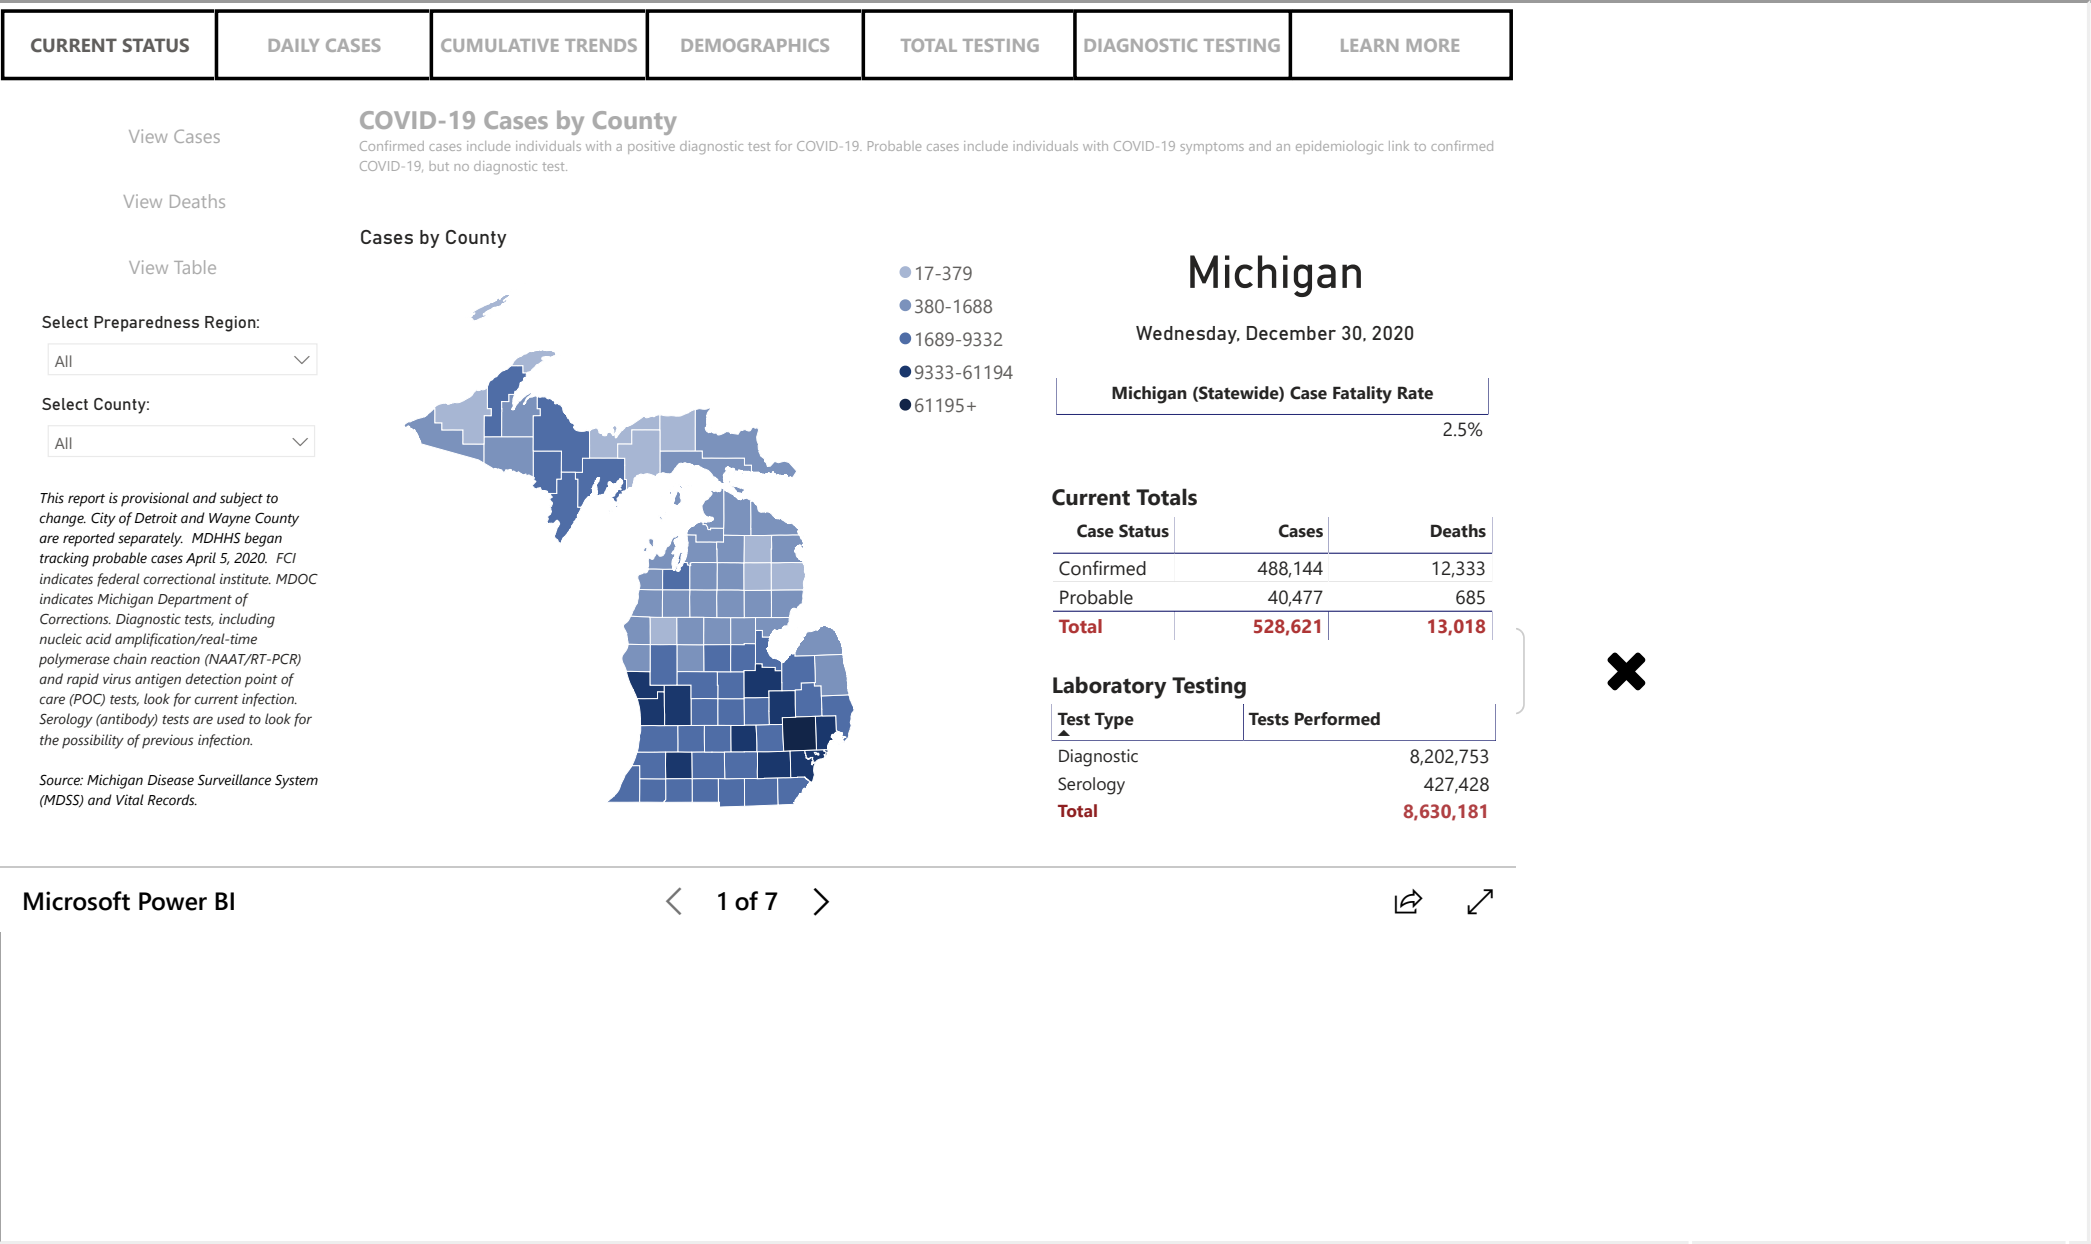 CURRENT STATUS
DAILY CASES
CUMULATIVE TRENDS
DEMOGRAPHICS
TOTAL TESTING
DIAGNOSTIC TESTING
LEARN MORE
View Cases
View Deaths
View Table
Select Preparedness Region:
All
Select County:
All
This report is provisional and subject to
change. City of Detroit and Wayne County
are reported separately. MDHHS began
tracking probable cases April 5, 2020. FCI
indicates federal correctional institute. MDOC
indicates Michigan Department of
Corrections. Diagnostic tests, including
nucleic acid amplification/real-time
polymerase chain reaction (NAAT/RT-PCR)
and rapid virus antigen detection point of
care (POC) tests, look for current infection.
Serology (antibody) tests are used to look for
the possibility of previous infection.
Source: Michigan Disease Surveillance System
(MDSS) and Vital Records.
COVID-19 Cases by County
Confirmed cases include individuals with a positive diagnostic test for COVID-19. Probable cases include individuals with COVID-19 symptoms and an epidemiologic link to confirmed
COVID-19, but no diagnostic test.
Cases by County
17-379
380-1688
1689-9332
9333-61194
61195+
Michigan
Wednesday, December 30, 2020
Michigan (Statewide) Case Fatality Rate
2.5%
Current Totals
Case Status Cases Deaths
Confirmed 488,144 12,333
Probable 40,477 685
Total 528,621 13,018
Laboratory Testing
Test Type Tests Performed
Diagnostic 8,202,753
Serology 427,428
Total 8,630,181
Microsoft Power BI
1 of 7